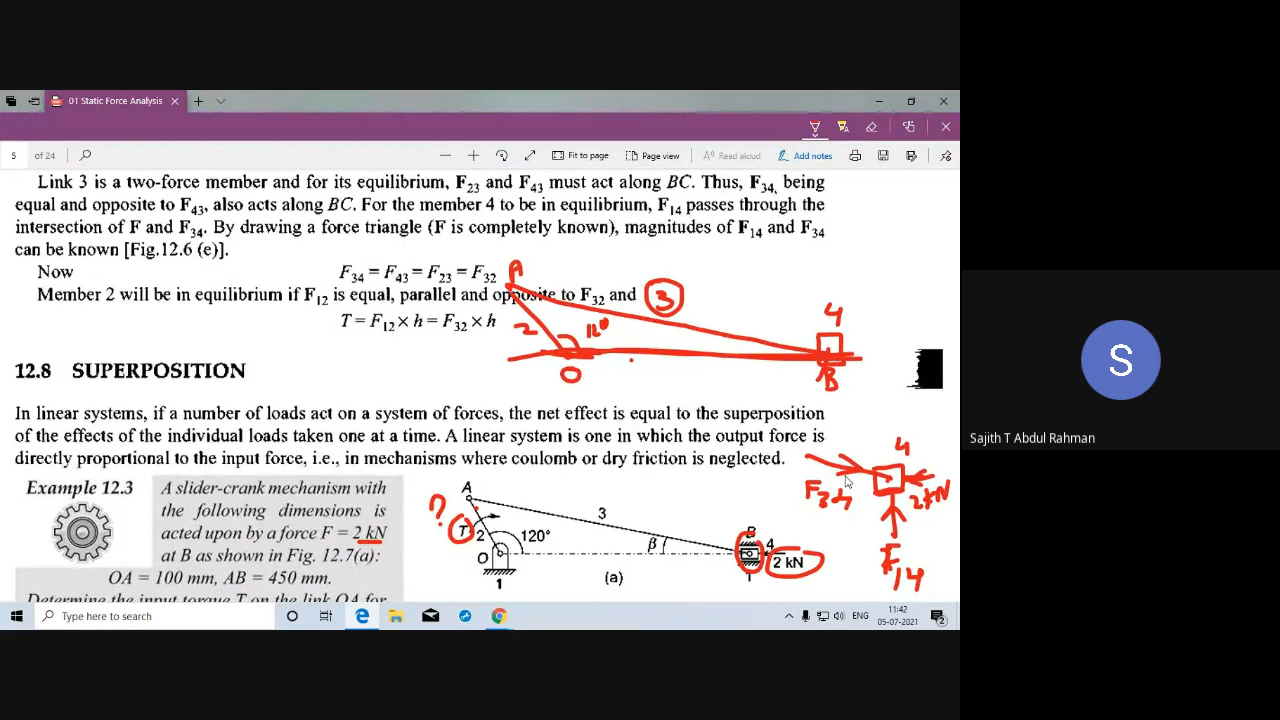 01 Static Force Analysis
5 of 24
Fit to page
Page view
Read aloud
Add notes
Link 3 is a two-force member and for its equilibrium, F23 and F43 must act along BC. Thus, F34, being
equal and opposite to F43, also acts along BC. For the member 4 to be in equilibrium, F14 passes through the
intersection of F and F34. By drawing a force triangle (F is completely known), magnitudes of F14 and F34
can be known [Fig.12.6 (e)].
Now F34 = F43 = F23 = F32
Member 2 will be in equilibrium if F12 is equal, parallel and opposite to F32 and
T = F12 × h = F32 × h
A
3
2
4
O
B
12.8 SUPERPOSITION
In linear systems, if a number of loads act on a system of forces, the net effect is equal to the superposition
of the effects of the individual loads taken one at a time. A linear system is one in which the output force is
directly proportional to the input force, i.e., in mechanisms where coulomb or dry friction is neglected.
Example 12.3
A slider-crank mechanism with
the following dimensions is
acted upon by a force F = 2 kN
at B as shown in Fig. 12.7(a):
OA = 100 mm, AB = 450 mm.
Determine the input torque T on the link OA for
A
?
T
2
120°
3
β
B
4
2 kN
O
1
1
(a)
4
F34
2kN
F14
Sajith T Abdul Rahman
S
Type here to search
ENG
11:42
05-07-2021
2